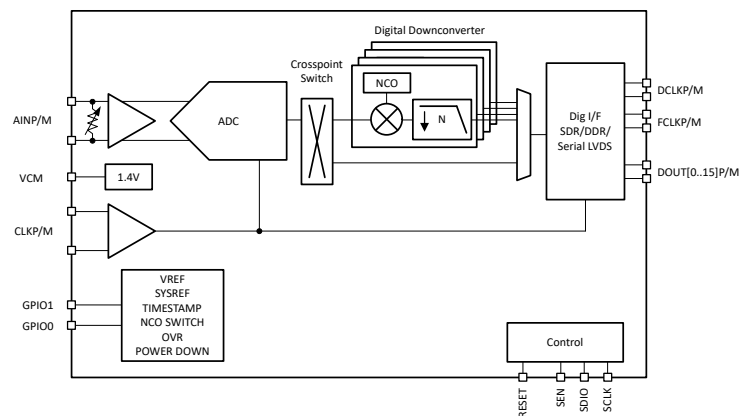 Digital Downconverter
Crosspoint
Switch
NCO
N
ADC
Dig I/F
SDR/DDR/
Serial LVDS
DCLKP/M
FCLKP/M
DOUT[0..15]P/M
AINP/M
VCM
1.4V
CLKP/M
GPIO1
GPIO0
VREF
SYSREF
TIMESTAMP
NCO SWITCH
OVR
POWER DOWN
Control
RESET
SEN
SDIO
SCLK